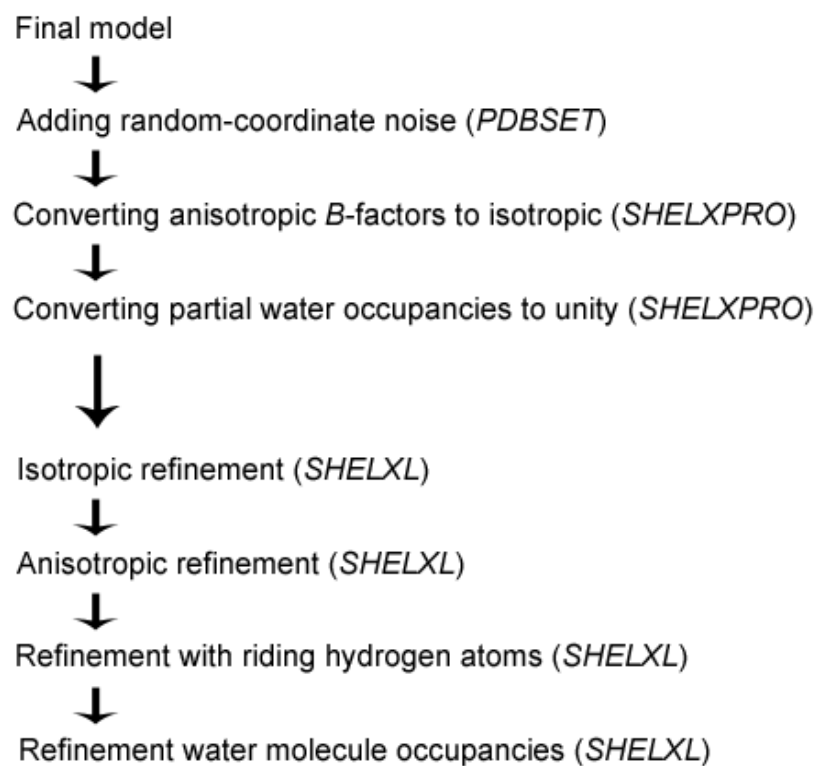 Final model
Adding random-coordinate noise (PDBSET)
Converting anisotropic B-factors to isotropic (SHELXPRO)
Converting partial water occupancies to unity (SHELXPRO)
Isotropic refinement (SHELXL)
Anisotropic refinement (SHELXL)
Refinement with riding hydrogen atoms (SHELXL)
Refinement water molecule occupancies (SHELXL)